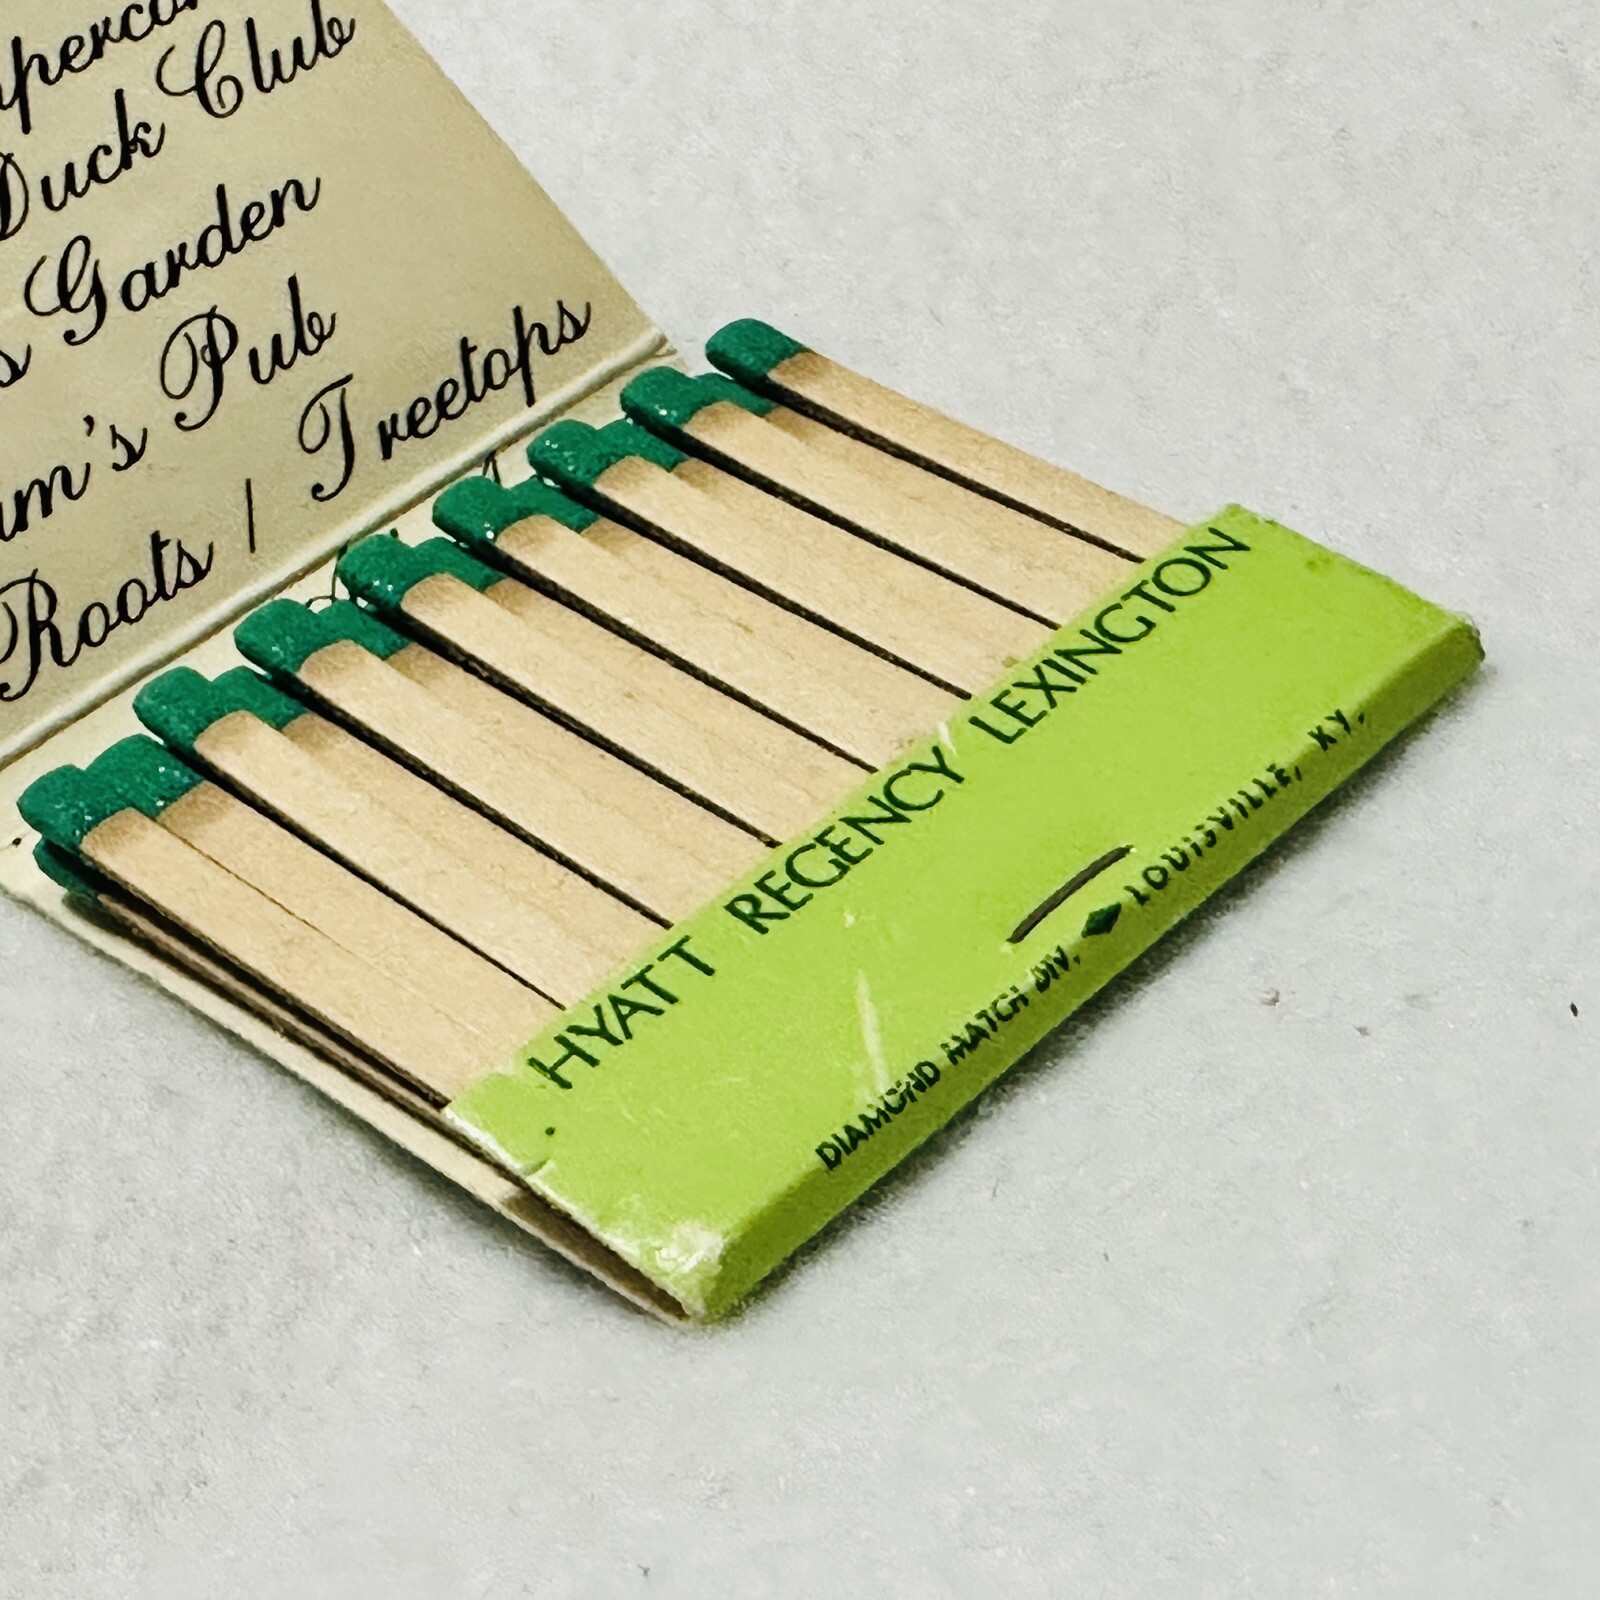 Duck Club
Garden
Pub
Roots / Treetops
HYATT REGENCY LEXINGTON
DIAMOND MATCH DIV. ◆ LOUISVILLE, KY.